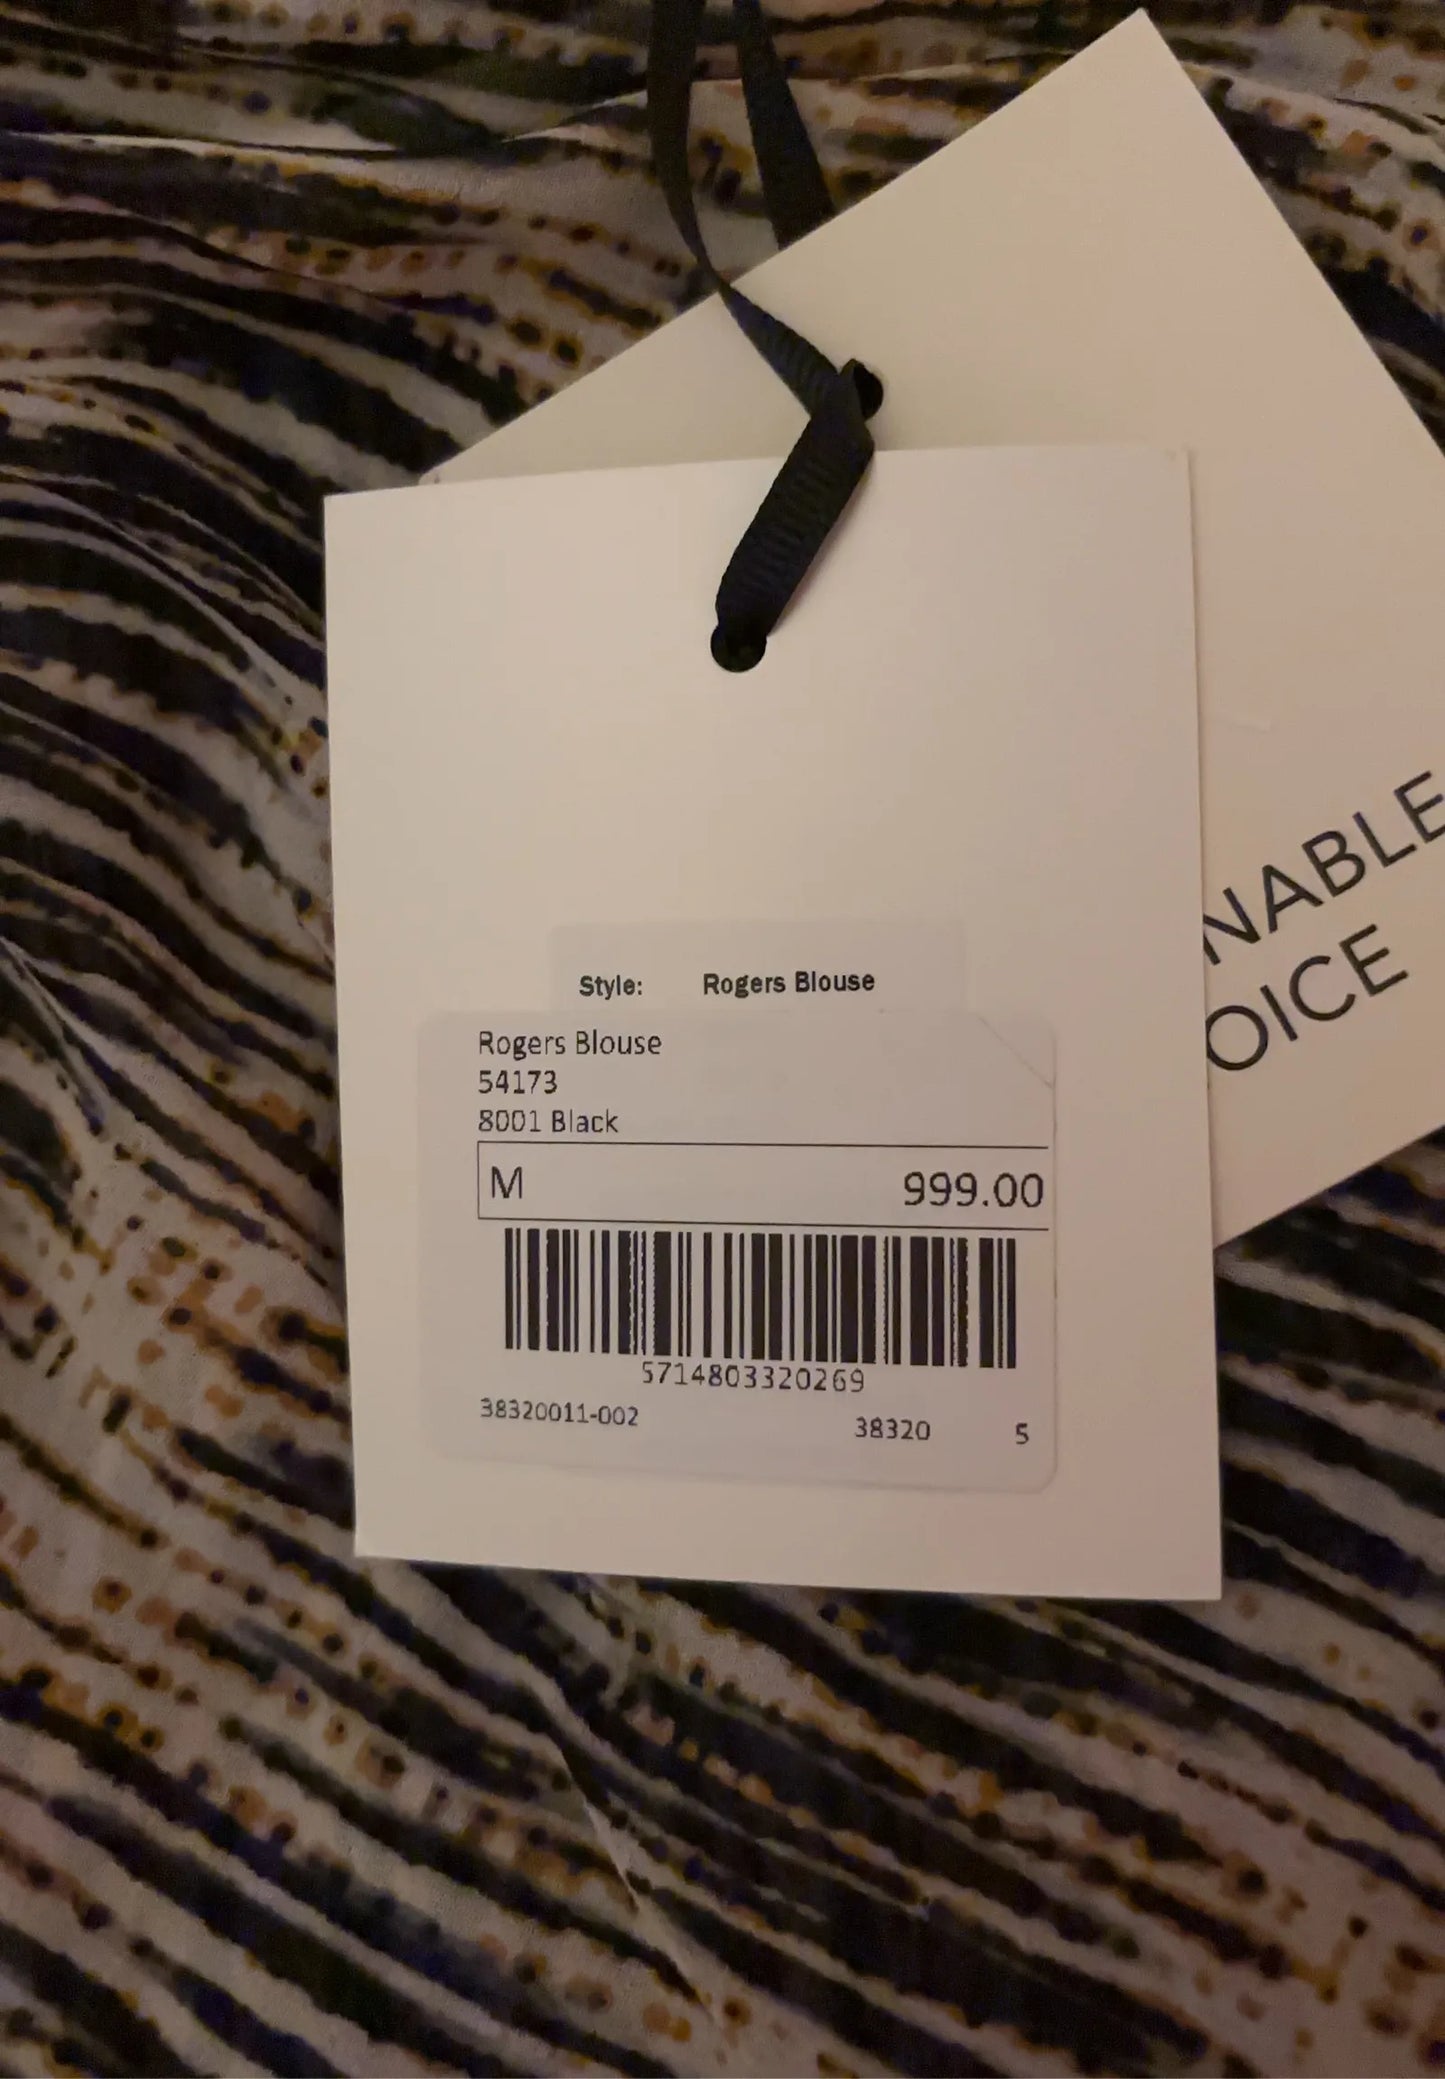 NABLE
OICE
Style: Rogers Blouse
Rogers Blouse
54173
8001 Black
M 999.00
5714803320269
38320011-002 38320 5